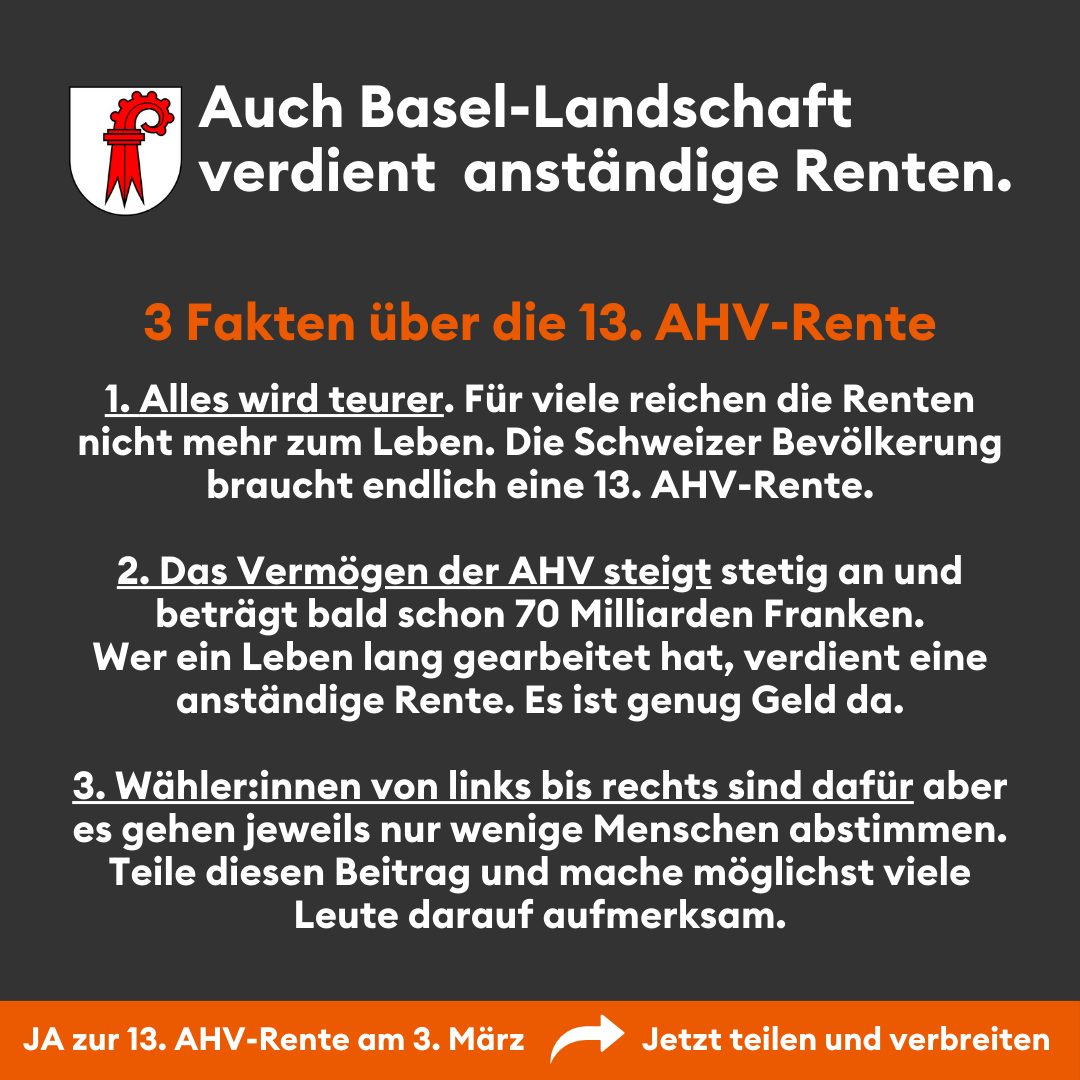 Auch Basel-Landschaft
verdient anständige Renten.
3 Fakten über die 13. AHV-Rente
1. Alles wird teurer. Für viele reichen die Renten
nicht mehr zum Leben. Die Schweizer Bevölkerung
braucht endlich eine 13. AHV-Rente.
2. Das Vermögen der AHV steigt stetig an und
beträgt bald schon 70 Milliarden Franken.
Wer ein Leben lang gearbeitet hat, verdient eine
anständige Rente. Es ist genug Geld da.
3. Wähler:innen von links bis rechts sind dafür aber
es gehen jeweils nur wenige Menschen abstimmen.
Teile diesen Beitrag und mache möglichst viele
Leute darauf aufmerksam.
JA zur 13. AHV-Rente am 3. März
Jetzt teilen und verbreiten